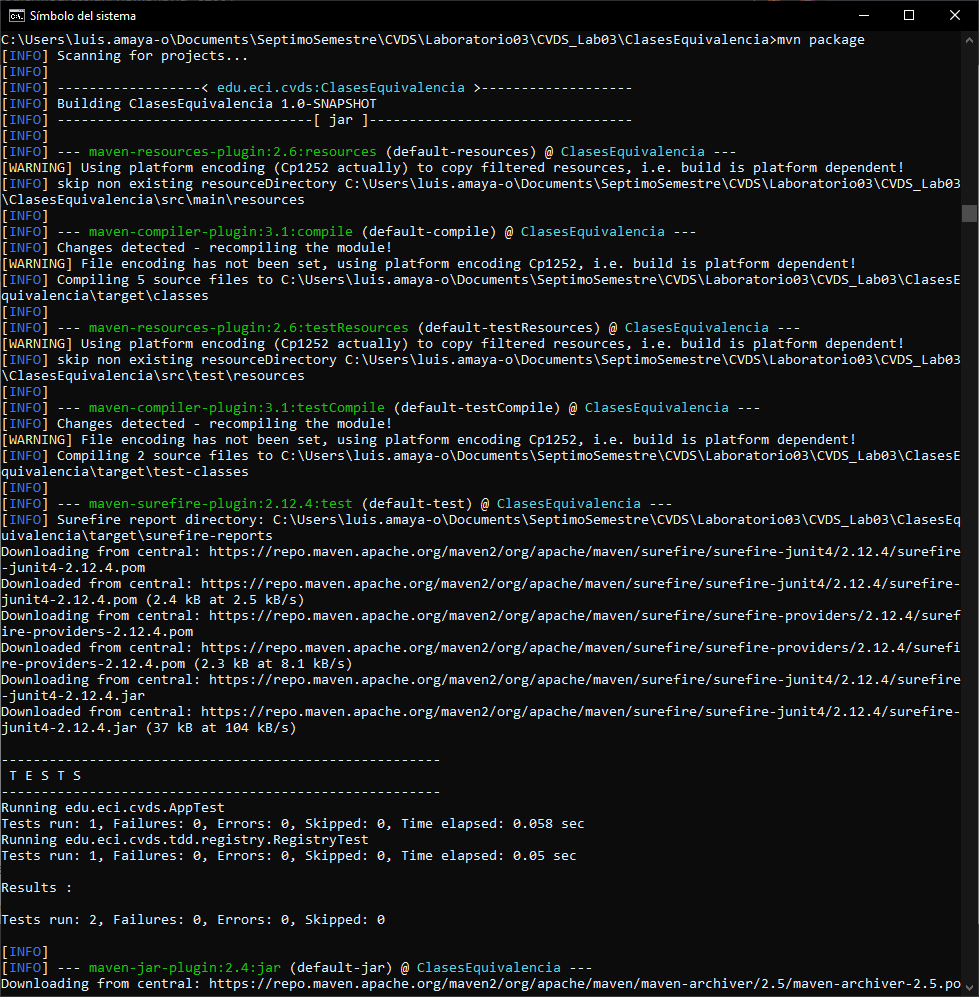 Símbolo del sistema
C:\Users\luis.amaya-o\Documents\SeptimoSemestre\CVDS\Laboratorio03\CVDS_Lab03\ClasesEquivalencia>mvn package
[INFO] Scanning for projects...
[INFO]
[INFO] ------------------< edu.eci.cvds:ClasesEquivalencia >-------------------
[INFO] Building ClasesEquivalencia 1.0-SNAPSHOT
[INFO] --------------------------------[ jar ]---------------------------------
[INFO]
[INFO] --- maven-resources-plugin:2.6:resources (default-resources) @ ClasesEquivalencia ---
[WARNING] Using platform encoding (Cp1252 actually) to copy filtered resources, i.e. build is platform dependent!
[INFO] skip non existing resourceDirectory C:\Users\luis.amaya-o\Documents\SeptimoSemestre\CVDS\Laboratorio03\CVDS_Lab03
\ClasesEquivalencia\src\main\resources
[INFO]
[INFO] --- maven-compiler-plugin:3.1:compile (default-compile) @ ClasesEquivalencia ---
[INFO] Changes detected - recompiling the module!
[WARNING] File encoding has not been set, using platform encoding Cp1252, i.e. build is platform dependent!
[INFO] Compiling 5 source files to C:\Users\luis.amaya-o\Documents\SeptimoSemestre\CVDS\Laboratorio03\CVDS_Lab03\ClasesE
quivalencia\target\classes
[INFO]
[INFO] --- maven-resources-plugin:2.6:testResources (default-testResources) @ ClasesEquivalencia ---
[WARNING] Using platform encoding (Cp1252 actually) to copy filtered resources, i.e. build is platform dependent!
[INFO] skip non existing resourceDirectory C:\Users\luis.amaya-o\Documents\SeptimoSemestre\CVDS\Laboratorio03\CVDS_Lab03
\ClasesEquivalencia\src\test\resources
[INFO]
[INFO] --- maven-compiler-plugin:3.1:testCompile (default-testCompile) @ ClasesEquivalencia ---
[INFO] Changes detected - recompiling the module!
[WARNING] File encoding has not been set, using platform encoding Cp1252, i.e. build is platform dependent!
[INFO] Compiling 2 source files to C:\Users\luis.amaya-o\Documents\SeptimoSemestre\CVDS\Laboratorio03\CVDS_Lab03\ClasesE
quivalencia\target\test-classes
[INFO]
[INFO] --- maven-surefire-plugin:2.12.4:test (default-test) @ ClasesEquivalencia ---
[INFO] Surefire report directory: C:\Users\luis.amaya-o\Documents\SeptimoSemestre\CVDS\Laboratorio03\CVDS_Lab03\ClasesEq
uivalencia\target\surefire-reports
Downloading from central: https://repo.maven.apache.org/maven2/org/apache/maven/surefire/surefire-junit4/2.12.4/surefire
-junit4-2.12.4.pom
Downloaded from central: https://repo.maven.apache.org/maven2/org/apache/maven/surefire/surefire-junit4/2.12.4/surefire-
junit4-2.12.4.pom (2.4 kB at 2.5 kB/s)
Downloading from central: https://repo.maven.apache.org/maven2/org/apache/maven/surefire/surefire-providers/2.12.4/suref
ire-providers-2.12.4.pom
Downloaded from central: https://repo.maven.apache.org/maven2/org/apache/maven/surefire/surefire-providers/2.12.4/surefi
re-providers-2.12.4.pom (2.3 kB at 8.1 kB/s)
Downloading from central: https://repo.maven.apache.org/maven2/org/apache/maven/surefire/surefire-junit4/2.12.4/surefire
-junit4-2.12.4.jar
Downloaded from central: https://repo.maven.apache.org/maven2/org/apache/maven/surefire/surefire-junit4/2.12.4/surefire-
junit4-2.12.4.jar (37 kB at 104 kB/s)
-------------------------------------------------------
T E S T S
-------------------------------------------------------
Running edu.eci.cvds.AppTest
Tests run: 1, Failures: 0, Errors: 0, Skipped: 0, Time elapsed: 0.058 sec
Running edu.eci.cvds.tdd.registry.RegistryTest
Tests run: 1, Failures: 0, Errors: 0, Skipped: 0, Time elapsed: 0.05 sec
Results :
Tests run: 2, Failures: 0, Errors: 0, Skipped: 0
[INFO]
[INFO] --- maven-jar-plugin:2.4:jar (default-jar) @ ClasesEquivalencia ---
Downloading from central: https://repo.maven.apache.org/maven2/org/apache/maven/maven-archiver/2.5/maven-archiver-2.5.po